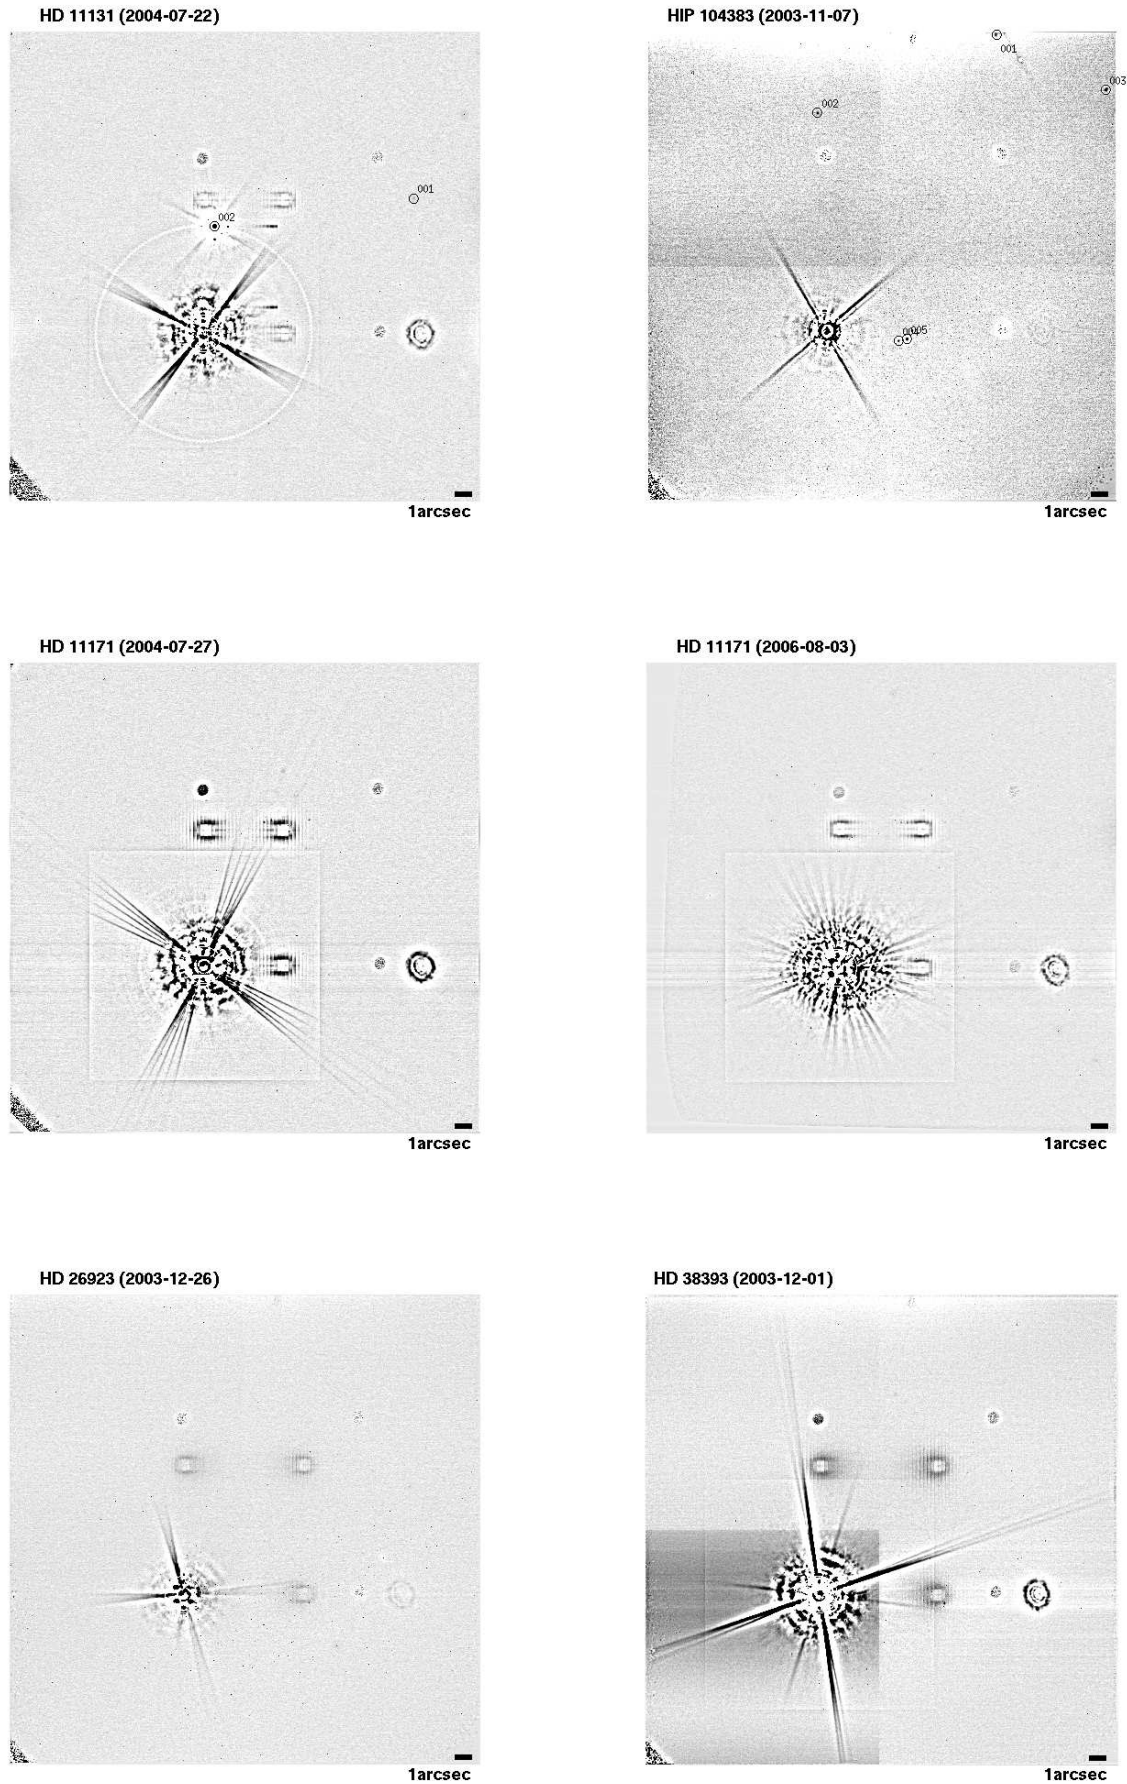 HD 11131 (2004-07-22)
HIP 104383 (2003-11-07)
001
003
002
001
002
005
1arcsec
1arcsec
HD 11171 (2004-07-27)
HD 11171 (2006-08-03)
1arcsec
1arcsec
HD 26923 (2003-12-26)
HD 38393 (2003-12-01)
1arcsec
1arcsec